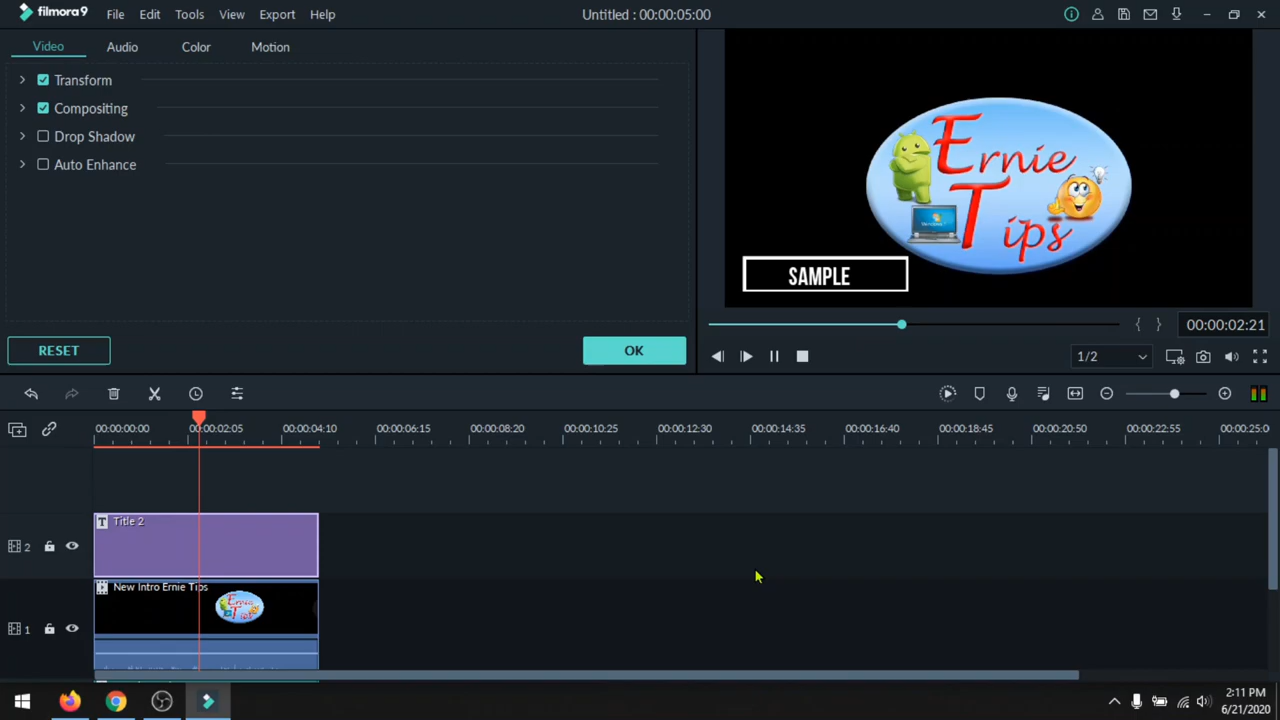 filmora9 File Edit Tools View Export Help Untitled : 00:00:05:00
Video Audio Color Motion
Transform
Compositing
Drop Shadow
Auto Enhance
RESET OK
Ernie
Tips
SAMPLE
00:00:02:21
1/2
00:00:00:00 00:00:02:05 00:00:04:10 00:00:06:15 00:00:08:20 00:00:10:25 00:00:12:30 00:00:14:35 00:00:16:40 00:00:18:45 00:00:20:50 00:00:22:55 00:00:25:0
T Title 2
2
New Intro Ernie Tips
Ernie
Tips
1
2:11 PM
6/21/2020